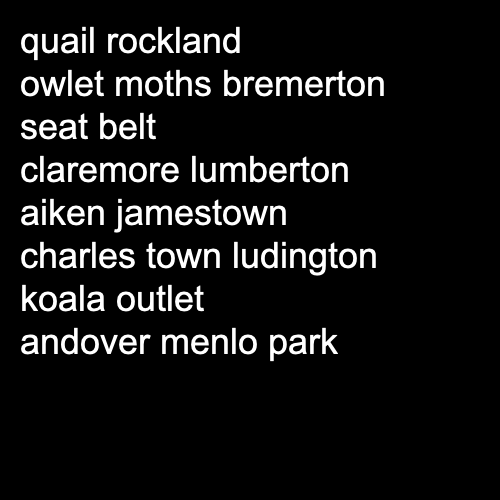 quail rockland
owlet moths bremerton
seat belt
claremore lumberton
aiken jamestown
charles town ludington
koala outlet
andover menlo park